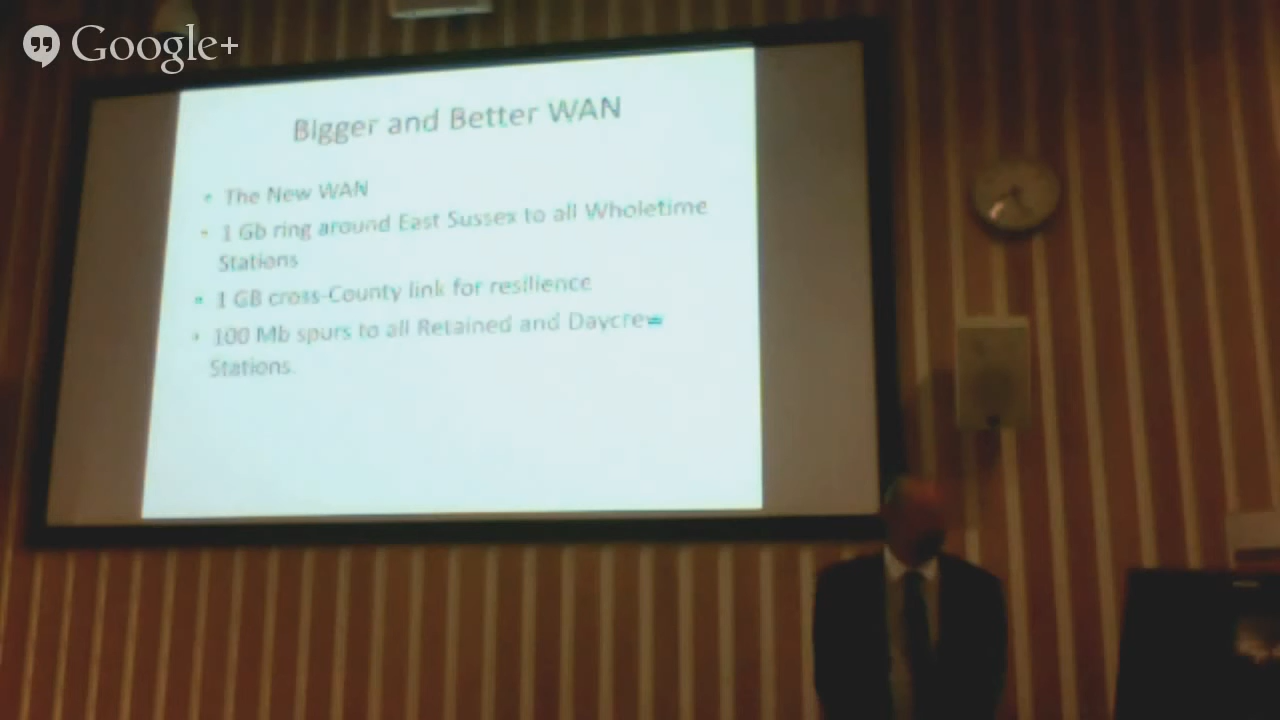 Google+
Bigger and Better WAN
• The New WAN
• 1 Gb ring around East Sussex to all Wholetime
Stations
• 1 GB cross-County link for resilience
• 100 Mb spurs to all Retained and Daycrew
Stations.